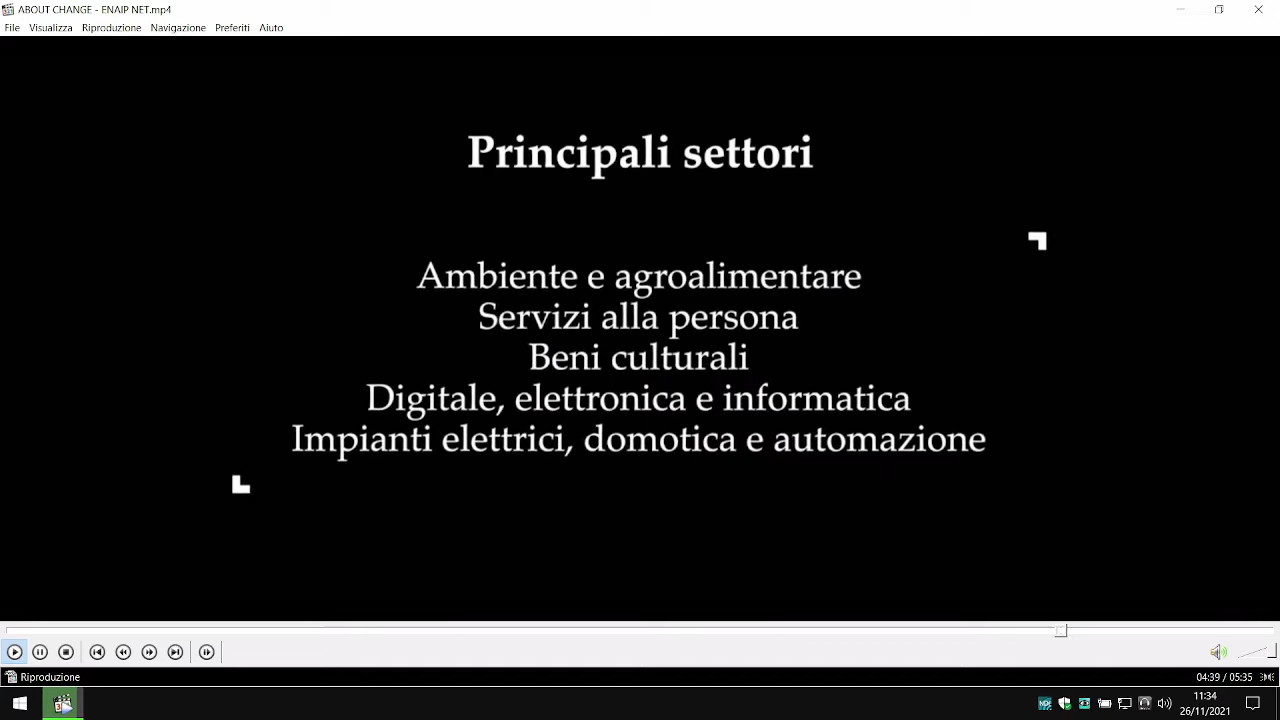 ABOUT CHANGE - ENAIP NET.mp4
File Visualizza Riproduzione Navigazione Preferiti Aiuto
Principali settori
Ambiente e agroalimentare
Servizi alla persona
Beni culturali
Digitale, elettronica e informatica
Impianti elettrici, domotica e automazione
Riproduzione
04:39 / 05:35
11:34
26/11/2021